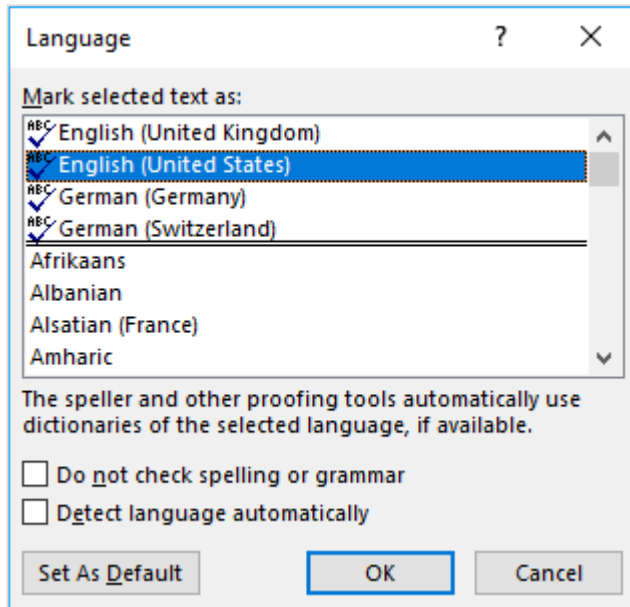 Language ? ×
Mark selected text as:
ABC English (United Kingdom)
ABC English (United States)
ABC German (Germany)
ABC German (Switzerland)
Afrikaans
Albanian
Alsatian (France)
Amharic
The speller and other proofing tools automatically use
dictionaries of the selected language, if available.
Do not check spelling or grammar
Detect language automatically
Set As Default OK Cancel